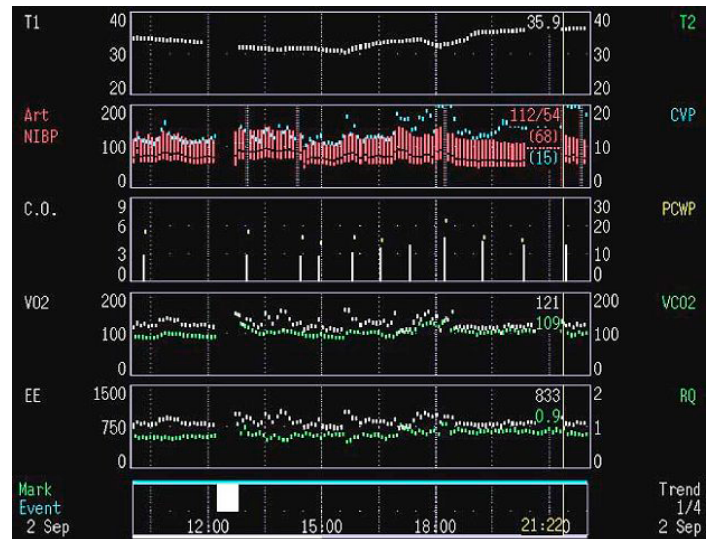 T1 40 35.9 40 T2
30 30
20 20
Art 200 112/54 20 CVP
NIBP (68)
100 10
(15)
0 0
C.O. 9 30 PCWP
6 20
3 10
0 0
VO2 200 121 200 VCO2
100 109 100
0 0
EE 1500 833 2 RQ
0.9
750 1
0 0
Mark Trend
Event 1/4
2 Sep 12:00 15:00 18:00 21:22 2 Sep